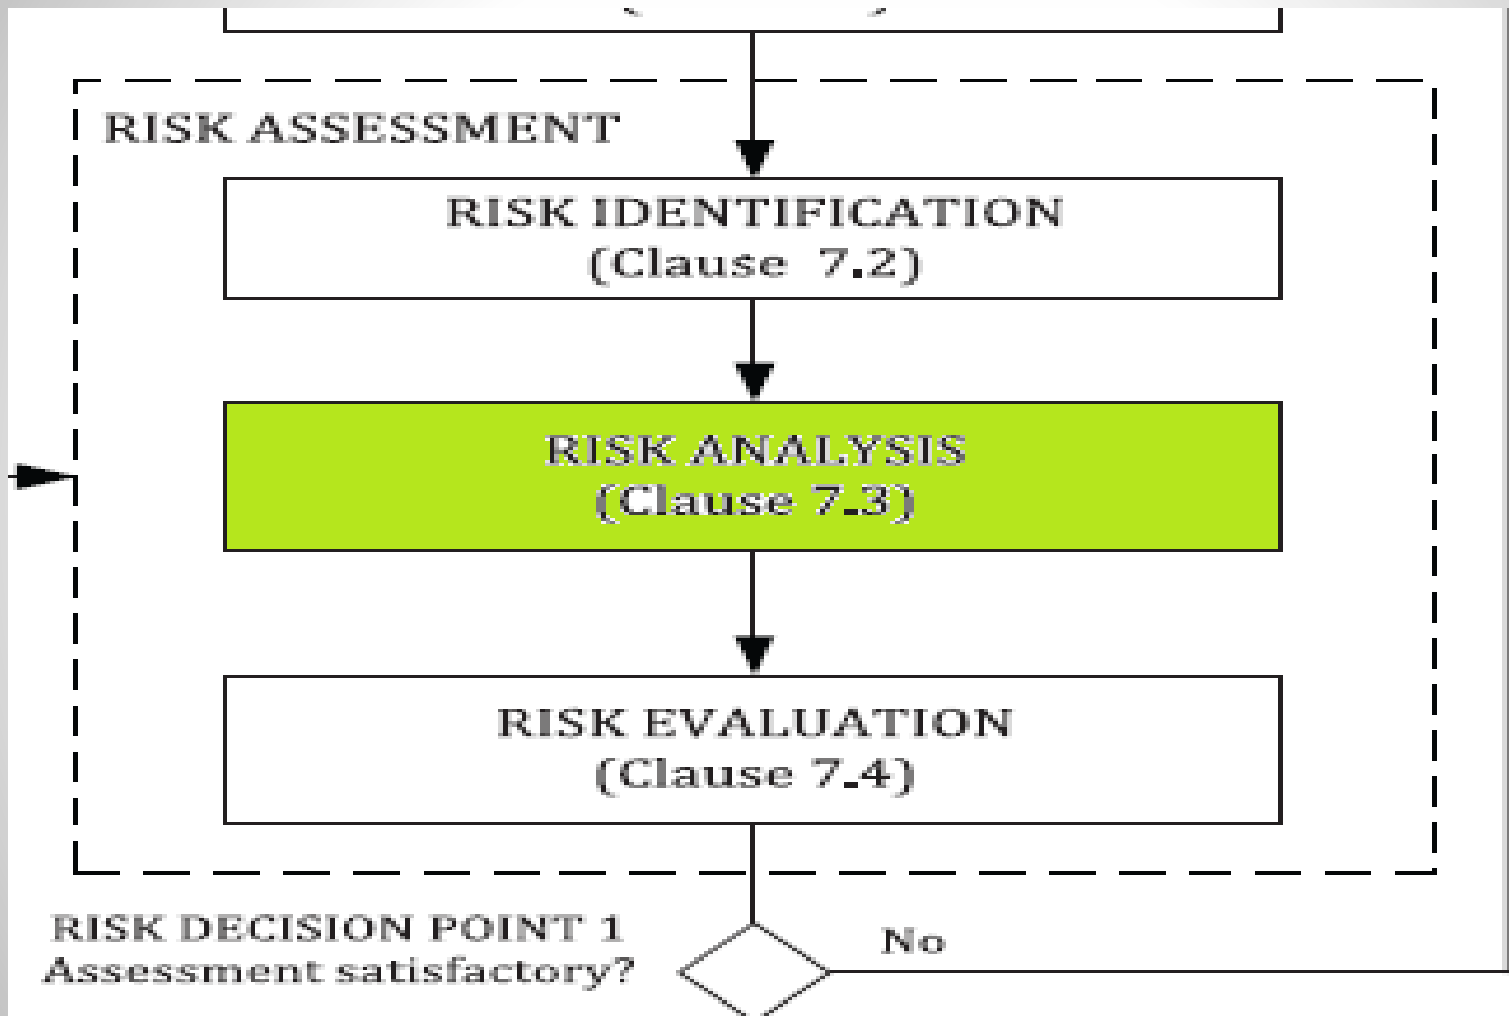 RISK ASSESSMENT
RISK IDENTIFICATION
(Clause 7.2)
RISK ANALYSIS
(Clause 7.3)
RISK EVALUATION
(Clause 7.4)
RISK DECISION POINT 1
Assessment satisfactory?
No